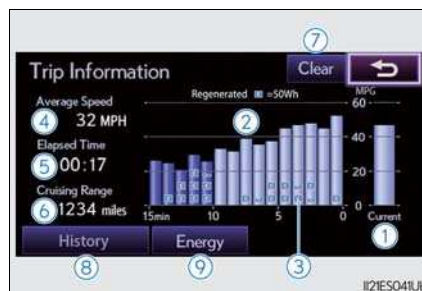 7
Trip Information
Clear
Average Speed
Regenerated =50Wh
MPG
4
32 MPH
2
60
Elapsed Time
40
5
00:17
20
Cruising Range
6
1234 miles
15min
10
5
0
0
Current
1
History
Energy
8
9
3
II21ES041U